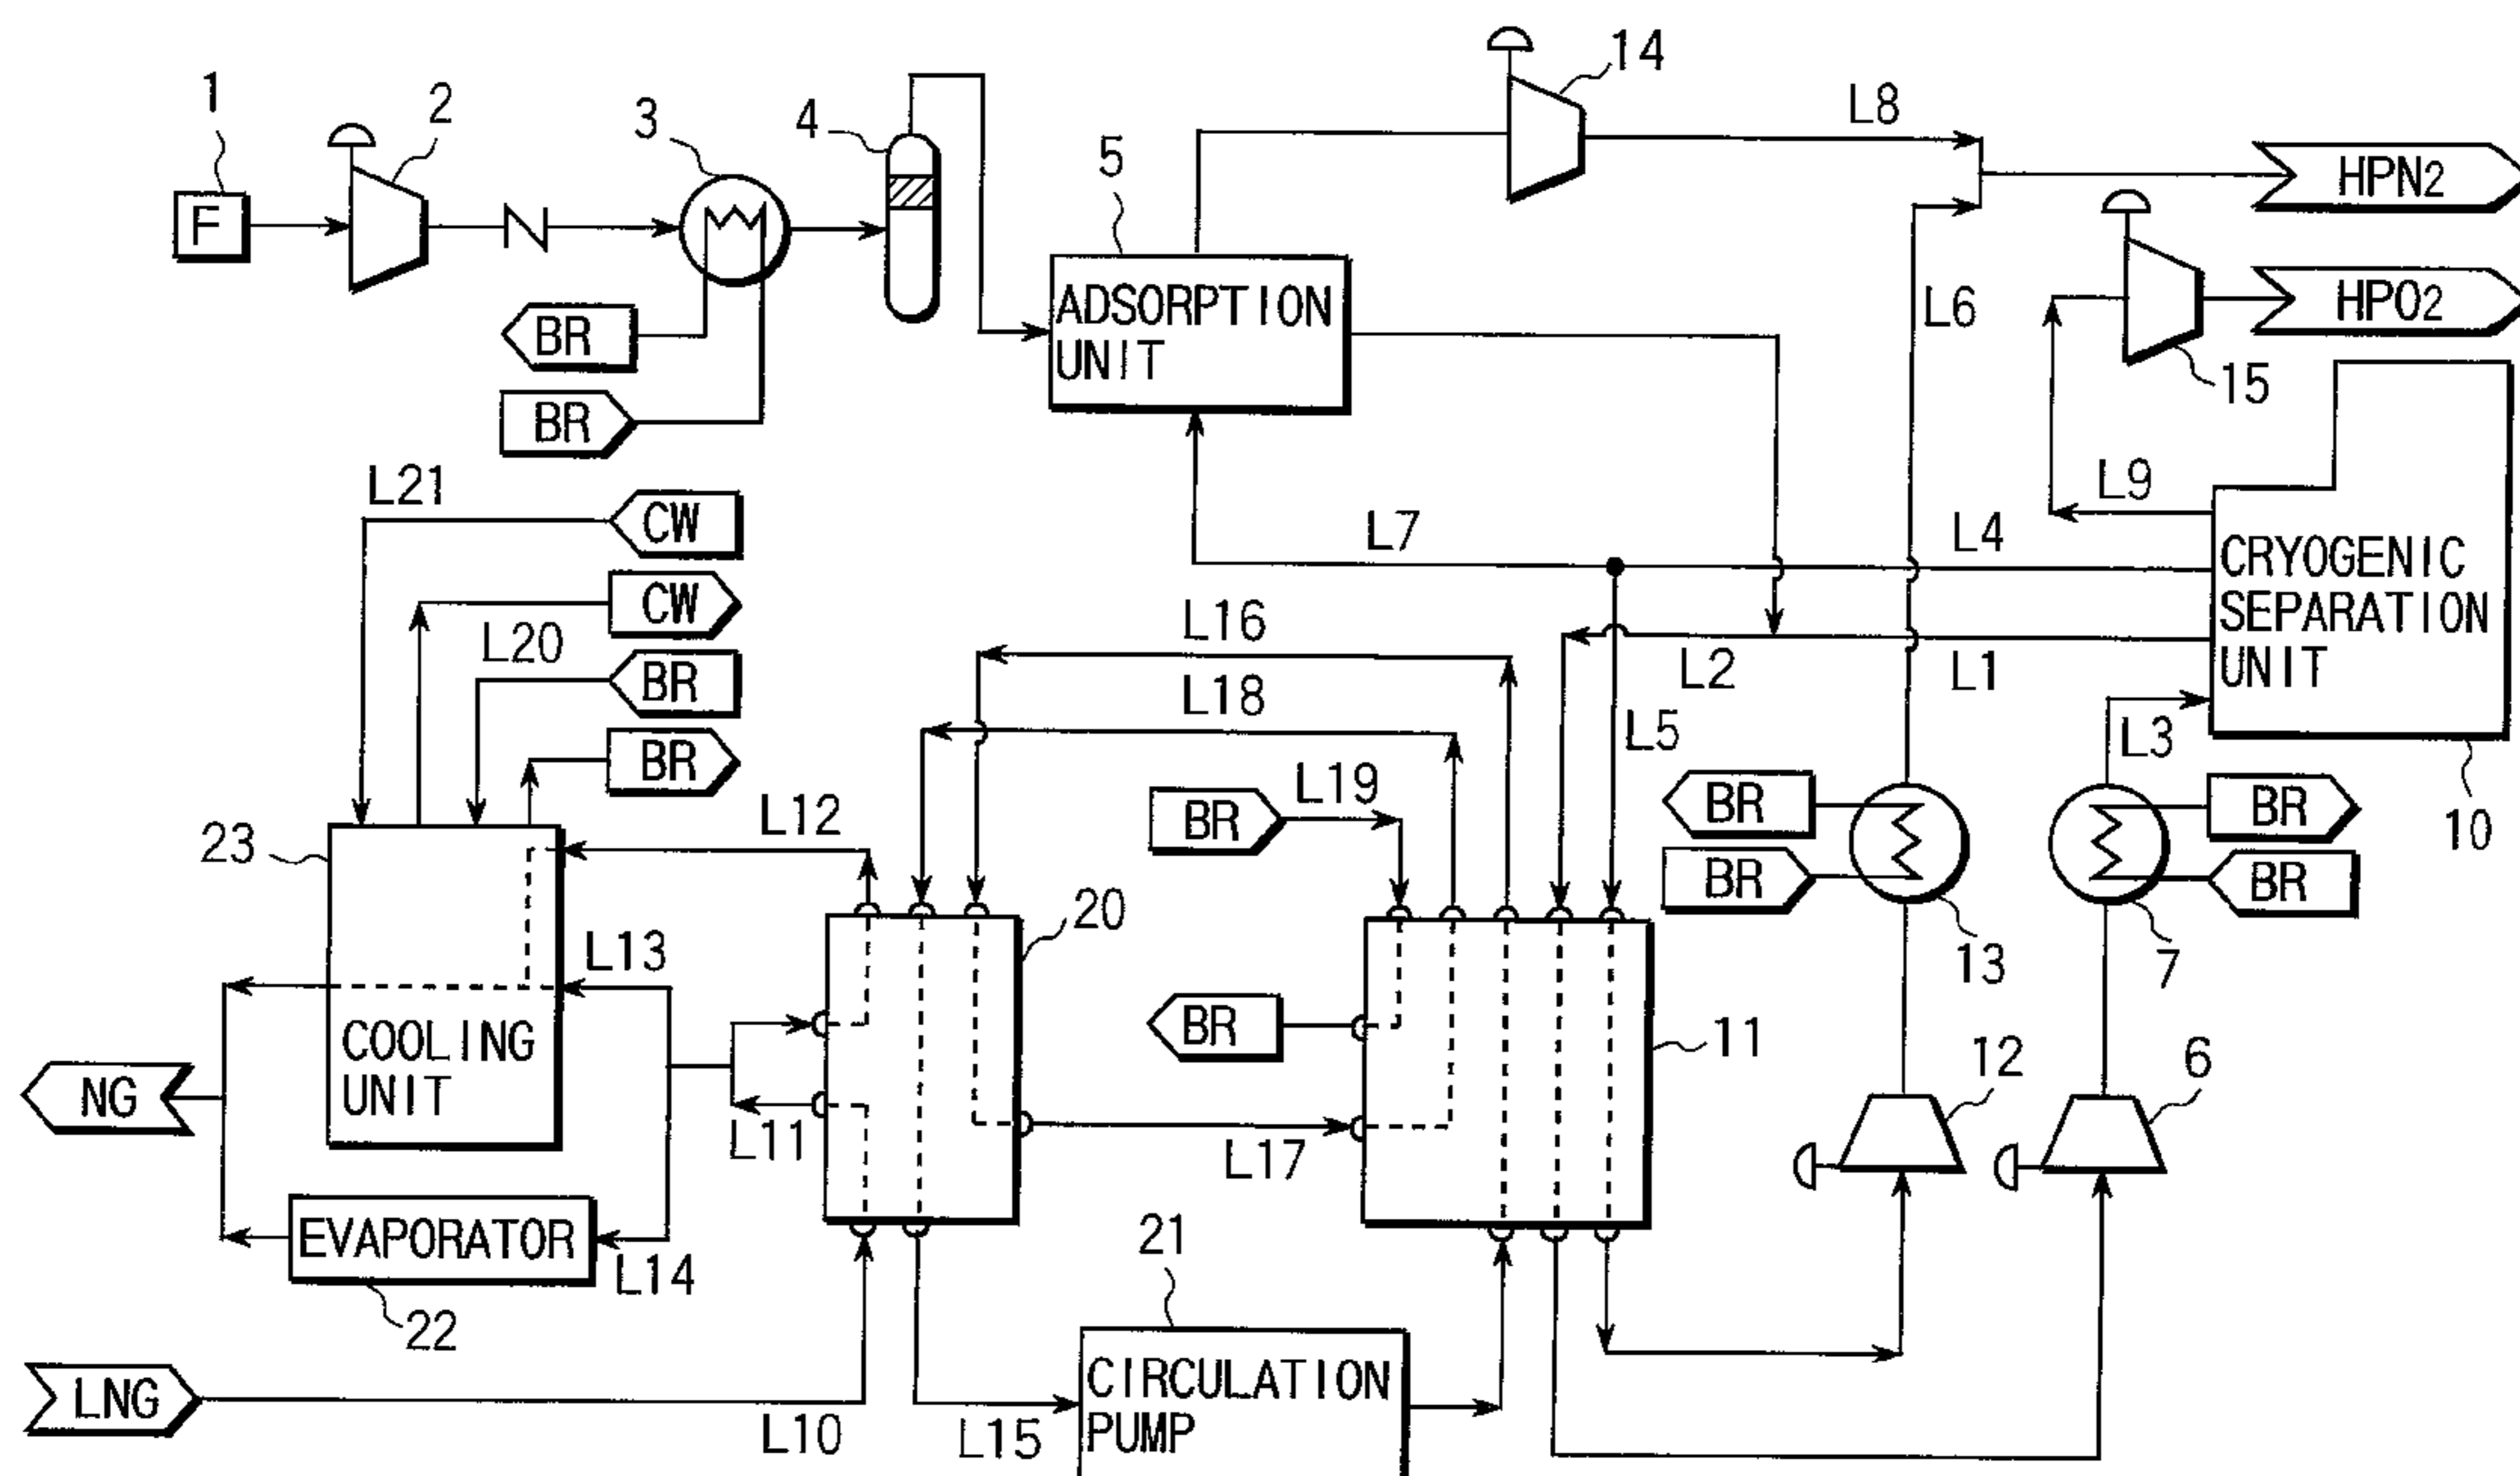 1
2
3
4
5
14
L8
F
HPN2
L6
HPO2
15
ADSORPTION
UNIT
BR
BR
L21
CW
CW
L20
BR
BR
L7
L4
L9
CRYOGENIC
SEPARATION
UNIT
L16
L18
L2
L1
L5
L3
10
23
L12
BR
L19
BR
BR
BR
BR
20
13
7
L13
COOLING
UNIT
BR
11
12
6
NG
L11
L17
EVAPORATOR
L14
22
21
LNG
L10
L15
CIRCULATION
PUMP